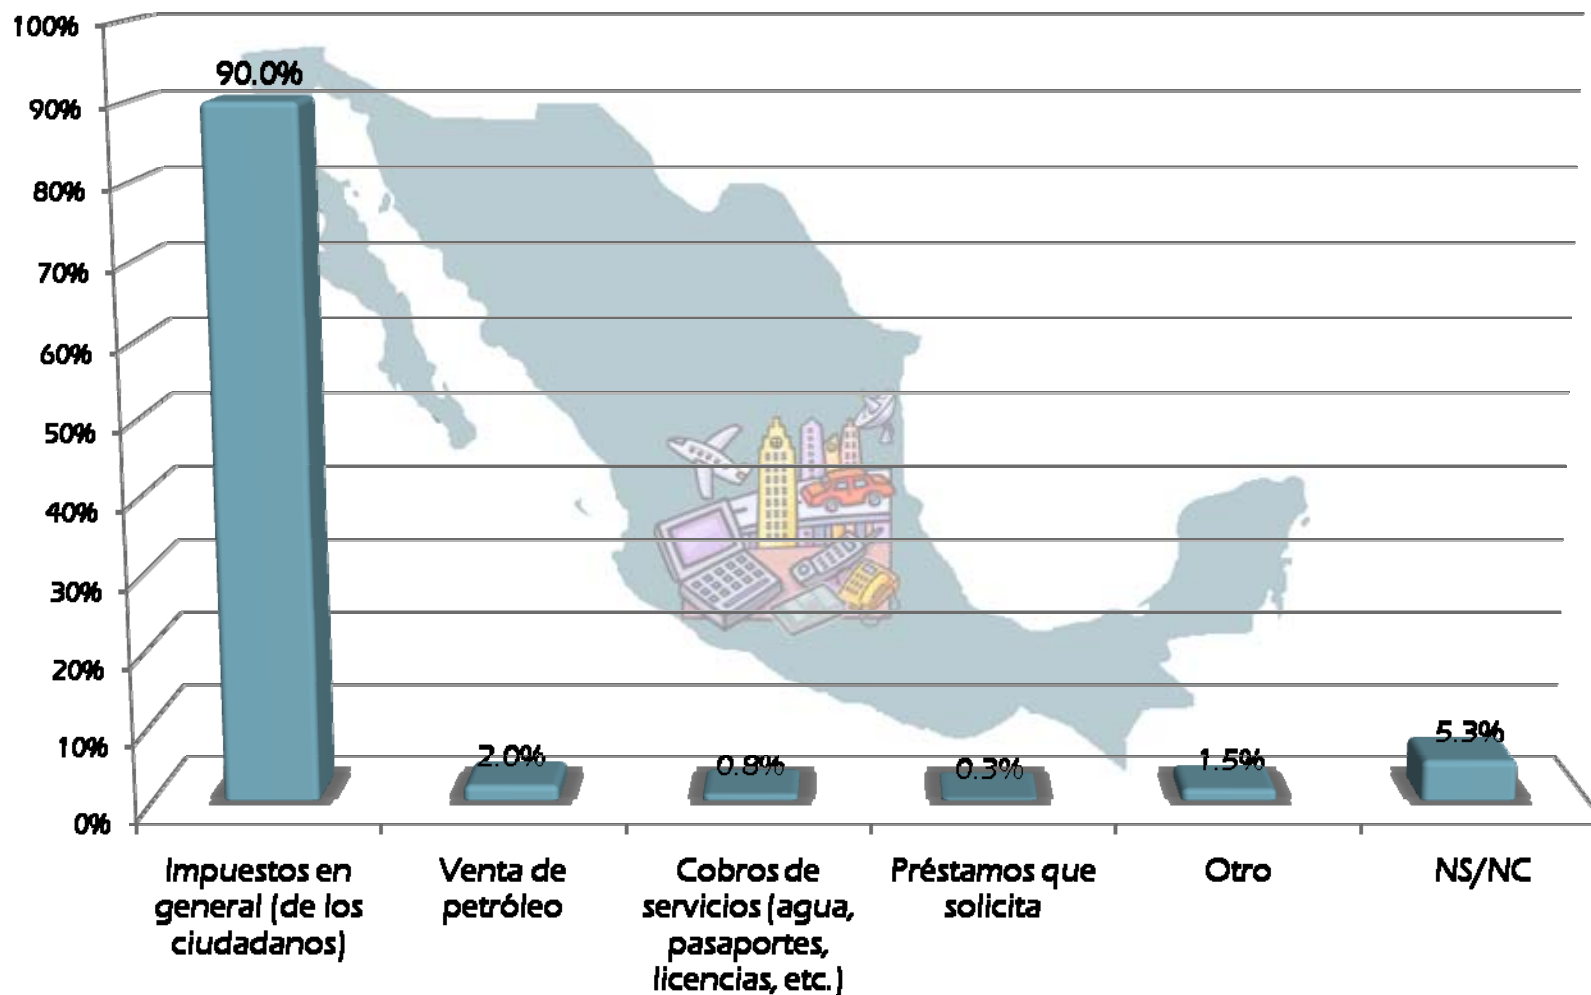 100%
90%
80%
70%
60%
50%
40%
30%
20%
10%
0%
90.0%
2.0%
0.8%
0.3%
1.5%
5.3%
Impuestos en
general (de los
ciudadanos)
Venta de
petróleo
Cobros de
servicios (agua,
pasaportes,
licencias, etc.)
Préstamos que
solicita
Otro
NS/NC